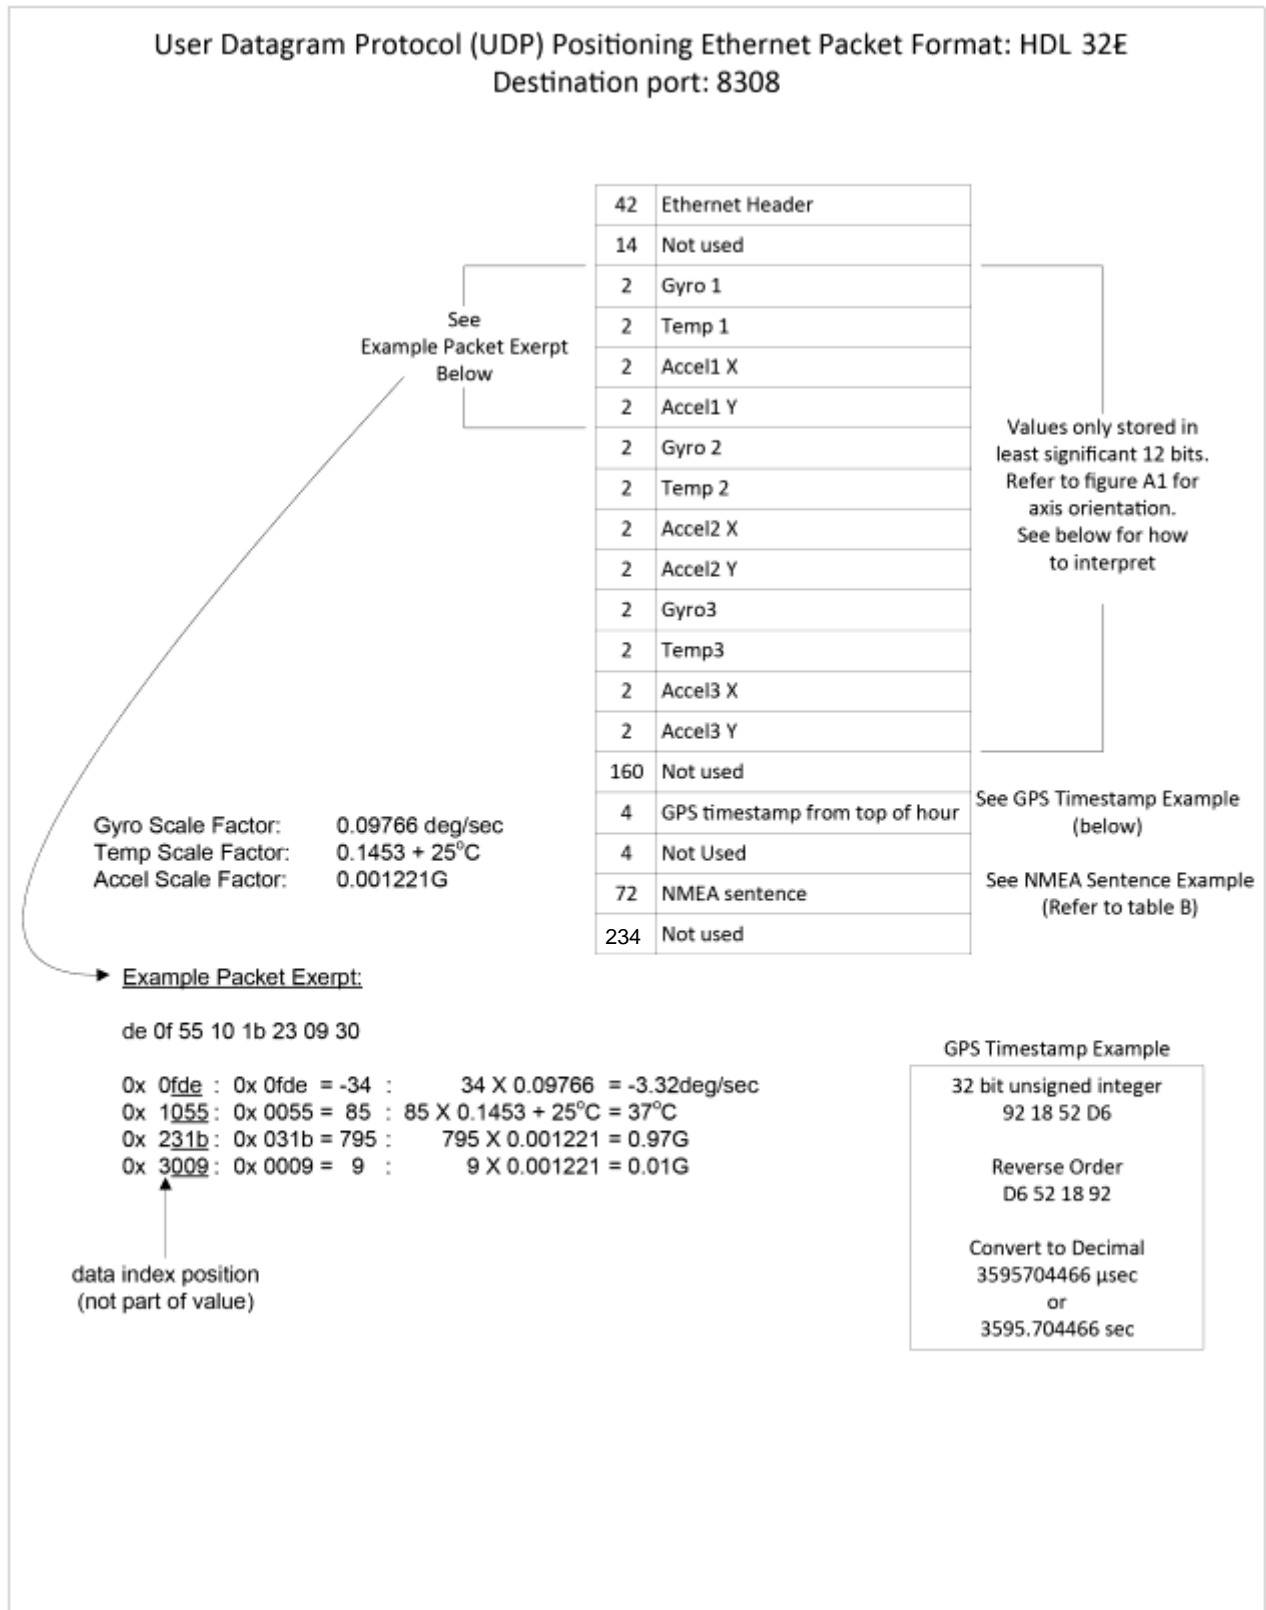 User Datagram Protocol (UDP) Positioning Ethernet Packet Format: HDL 32E
Destination port: 8308
42 Ethernet Header
14 Not used
2 Gyro 1
2 Temp 1
2 Accel1 X
2 Accel1 Y
2 Gyro 2
2 Temp 2
2 Accel2 X
2 Accel2 Y
2 Gyro3
2 Temp3
2 Accel3 X
2 Accel3 Y
160 Not used
4 GPS timestamp from top of hour
4 Not Used
72 NMEA sentence
234 Not used
See
Example Packet Exerpt
Below
Values only stored in
least significant 12 bits.
Refer to figure A1 for
axis orientation.
See below for how
to interpret
See GPS Timestamp Example
(below)
See NMEA Sentence Example
(Refer to table B)
Gyro Scale Factor: 0.09766 deg/sec
Temp Scale Factor: 0.1453 + 25°C
Accel Scale Factor: 0.001221G
Example Packet Exerpt:
de 0f 55 10 1b 23 09 30
0x 0fde : 0x 0fde = -34 : 34 X 0.09766 = -3.32deg/sec
0x 1055 : 0x 0055 = 85 : 85 X 0.1453 + 25°C = 37°C
0x 231b : 0x 031b = 795 : 795 X 0.001221 = 0.97G
0x 3009 : 0x 0009 = 9 : 9 X 0.001221 = 0.01G
data index position
(not part of value)
GPS Timestamp Example
32 bit unsigned integer
92 18 52 D6
Reverse Order
D6 52 18 92
Convert to Decimal
3595704466 µsec
or
3595.704466 sec